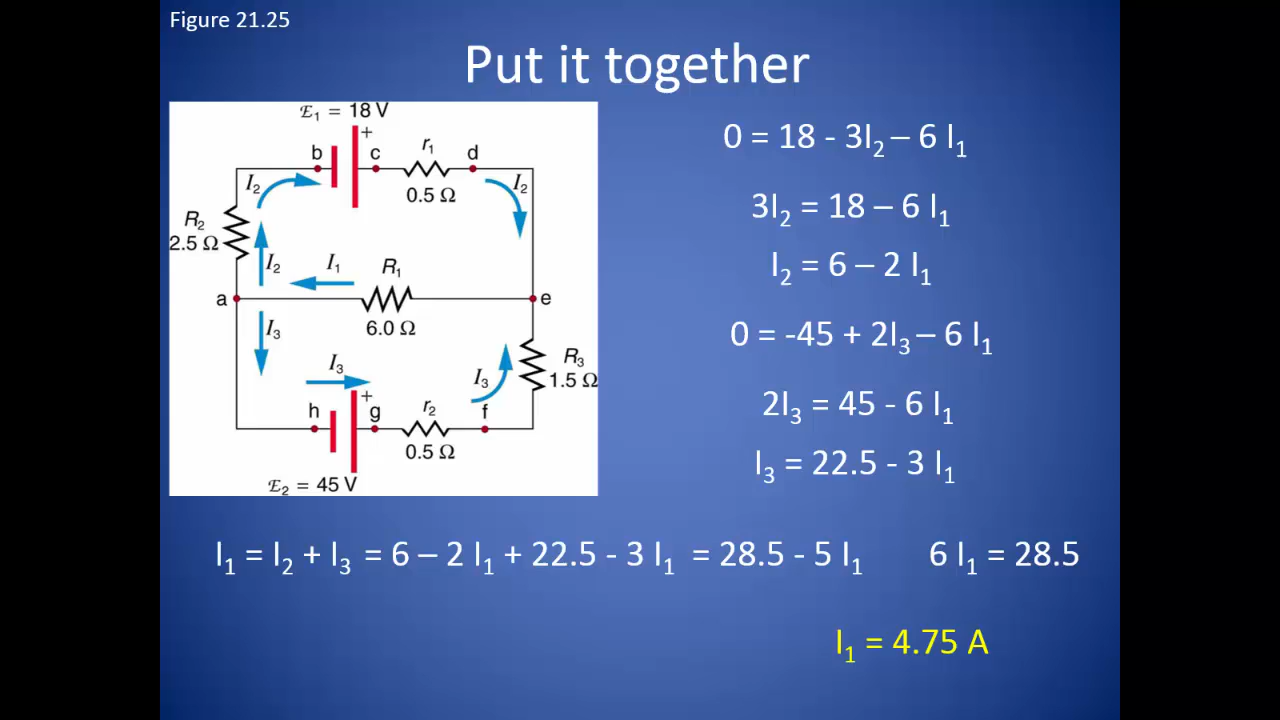 Figure 21.25
Put it together
ℰ₁ = 18 V
+
b
c
r₁
d
0.5 Ω
I₂
I₂
R₂
2.5 Ω
I₂
I₁
R₁
a
e
6.0 Ω
I₃
I₃
I₃
R₃
1.5 Ω
+
h
g
r₂
f
0.5 Ω
ℰ₂ = 45 V
0 = 18 - 3I₂ – 6 I₁
3I₂ = 18 – 6 I₁
I₂ = 6 – 2 I₁
0 = -45 + 2I₃ – 6 I₁
2I₃ = 45 - 6 I₁
I₃ = 22.5 - 3 I₁
I₁ = I₂ + I₃ = 6 – 2 I₁ + 22.5 - 3 I₁ = 28.5 - 5 I₁
6 I₁ = 28.5
I₁ = 4.75 A